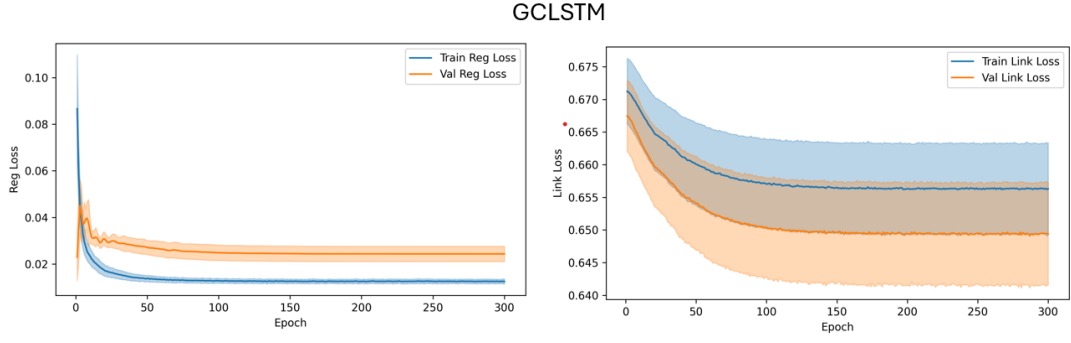 GCLSTM
Train Reg Loss
Val Reg Loss
0.10
0.08
0.06
0.04
0.02
Reg Loss
0 50 100 150 200 250 300
Epoch
Train Link Loss
Val Link Loss
0.675
0.670
0.665
0.660
0.655
0.650
0.645
0.640
Link Loss
0 50 100 150 200 250 300
Epoch